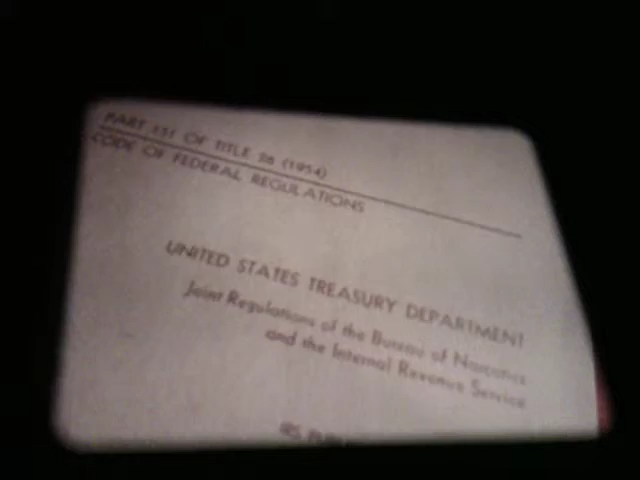 PART 151 OF TITLE 26 (1954)
CODE OF FEDERAL REGULATIONS
UNITED STATES TREASURY DEPARTMENT
Joint Regulations of the Bureau of Narcotics
and the Internal Revenue Service
IRS